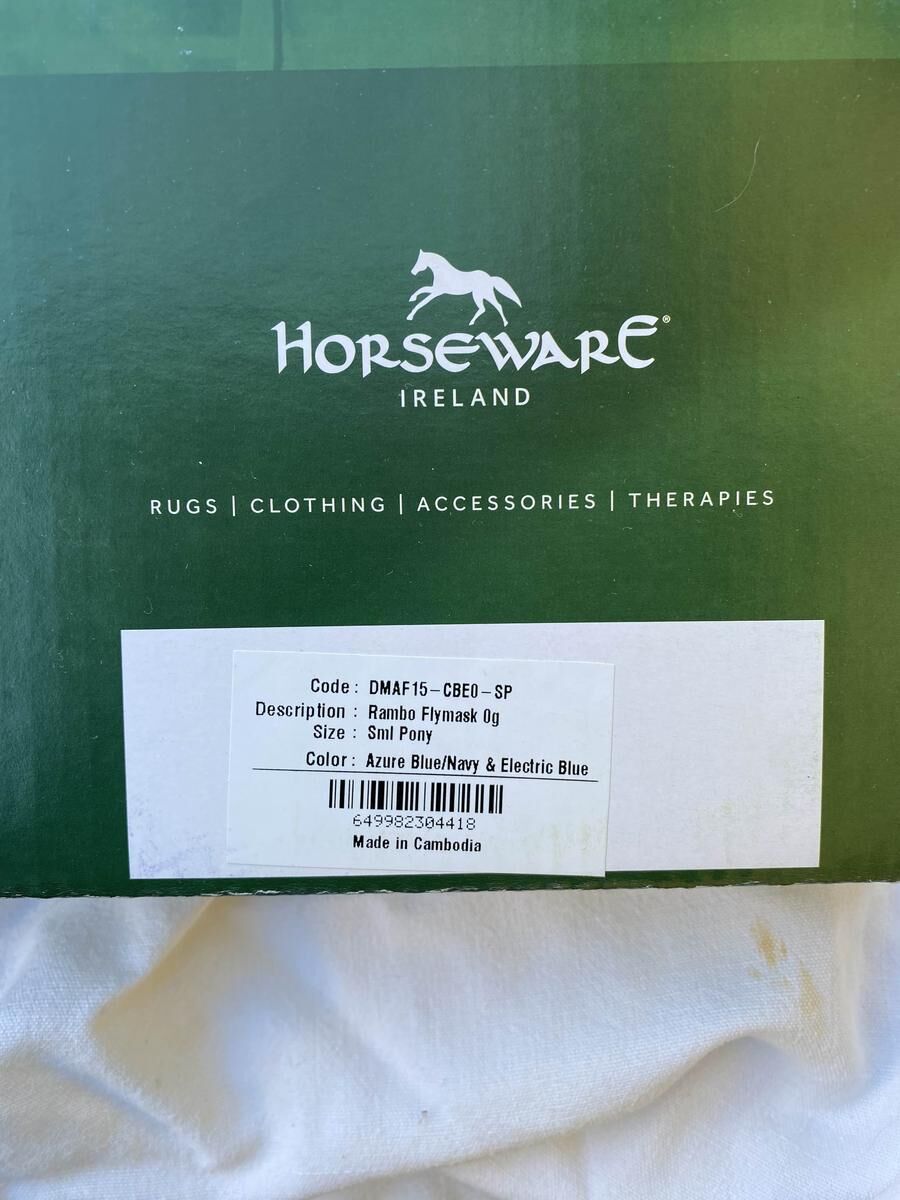 HORSEWARE®
IRELAND
RUGS | CLOTHING | ACCESSORIES | THERAPIES
Code : DMAF15-CBE0-SP
Description : Rambo Flymask 0g
Size : Sml Pony
Color : Azure Blue/Navy & Electric Blue
649982304418
Made in Cambodia